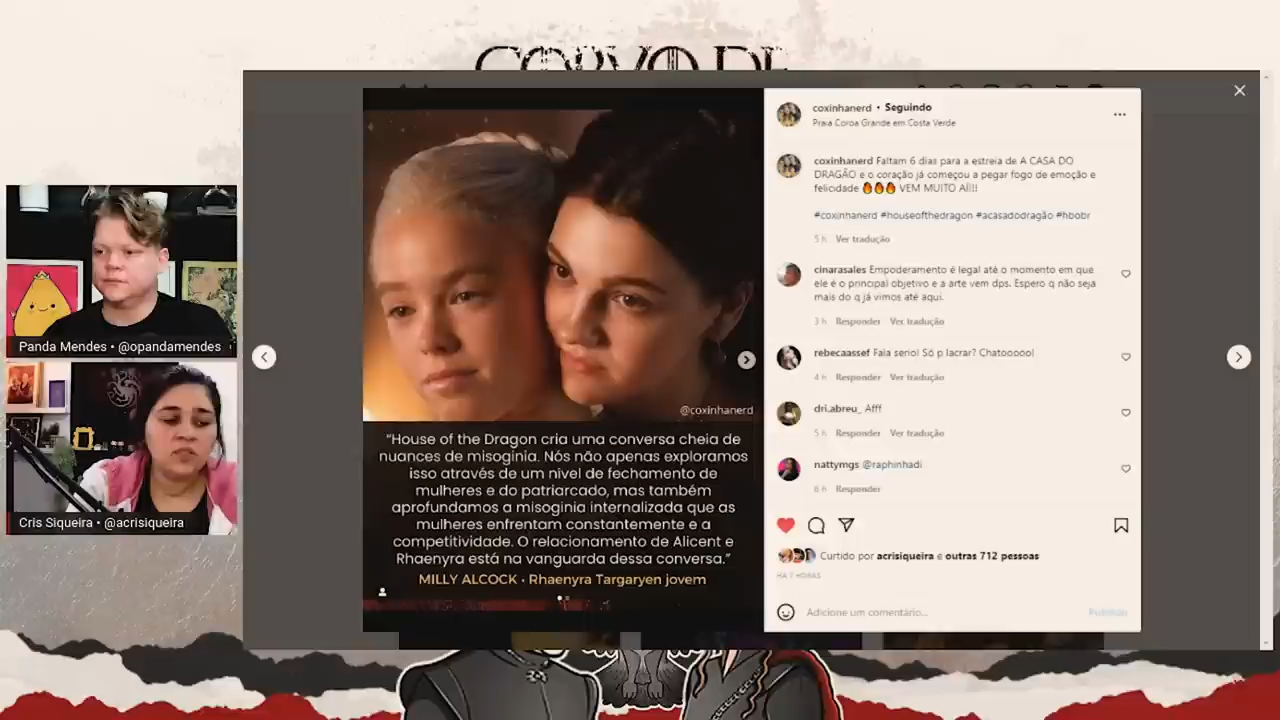 CORVO DE
coxinhanerd • Seguindo
Praia Coroa Grande em Costa Verde
coxinhanerd Faltam 6 dias para a estreia de A CASA DO
DRAGÃO e o coração já começou a pegar fogo de emoção e
felicidade 🔥🔥🔥 VEM MUITO AÍ!!!
#coxinhanerd #houseofthedragon #acasadodragão #hbobr
5 h Ver tradução
cinarasales Empoderamento é legal até o momento em que
ele é o principal objetivo e a arte vem dps. Espero q não seja
mais do q já vimos até aqui.
3 h Responder Ver tradução
rebecaassef Fala serio! Só p lacrar? Chatooooo!
4 h Responder Ver tradução
dri.abreu_ Afff
5 h Responder Ver tradução
nattymgs @raphinhadi
6 h Responder
Curtido por acrisiqueira e outras 712 pessoas
HÁ 7 HORAS
Adicione um comentário...
Publicar
@coxinhanerd
“House of the Dragon cria uma conversa cheia de
nuances de misoginia. Nós não apenas exploramos
isso através de um nível de fechamento de
mulheres e do patriarcado, mas também
aprofundamos a misoginia internalizada que as
mulheres enfrentam constantemente e a
competitividade. O relacionamento de Alicent e
Rhaenyra está na vanguarda dessa conversa.”
MILLY ALCOCK • Rhaenyra Targaryen jovem
Panda Mendes • @opandamendes
Cris Siqueira • @acrisiqueira